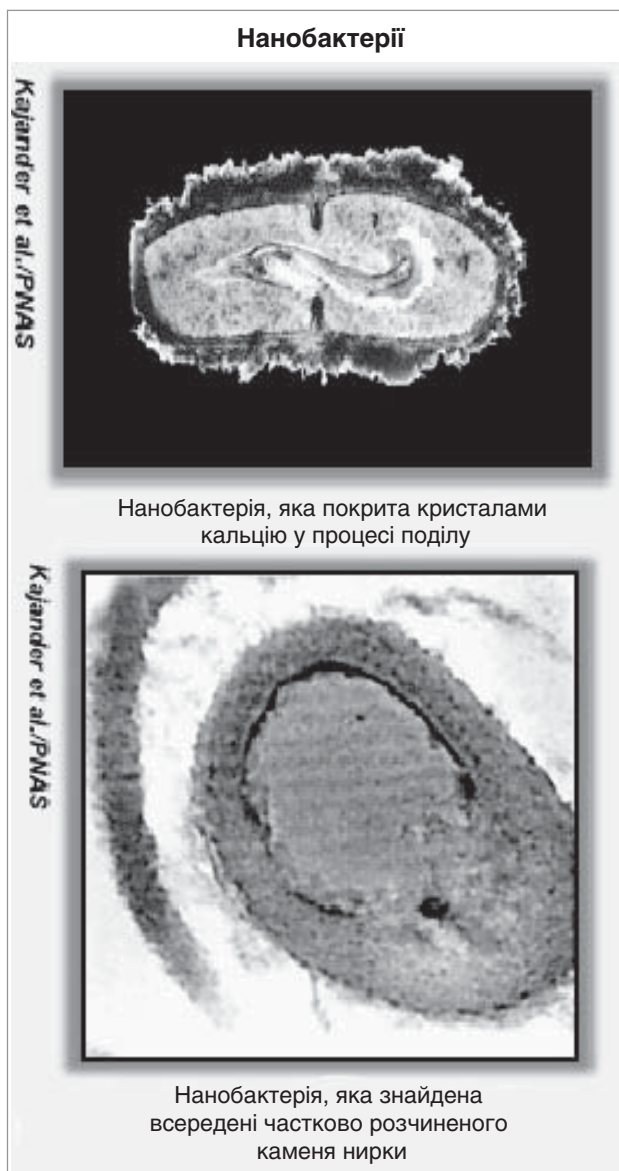 Нанобактерії
Kajander et al./PNAS
Нанобактерія, яка покрита кристалами
кальцію у процесі поділу
Kajander et al./PNAS
Нанобактерія, яка знайдена
всередені частково розчиненого
каменя нирки